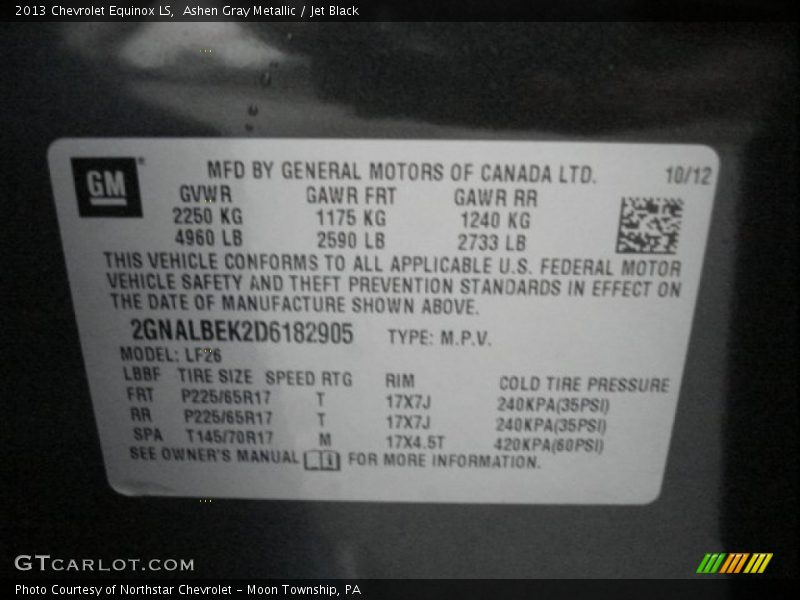 2013 Chevrolet Equinox LS, Ashen Gray Metallic / Jet Black
GM
MFD BY GENERAL MOTORS OF CANADA LTD. 10/12
GVWR GAWR FRT GAWR RR
2250 KG 1175 KG 1240 KG
4960 LB 2590 LB 2733 LB
THIS VEHICLE CONFORMS TO ALL APPLICABLE U.S. FEDERAL MOTOR
VEHICLE SAFETY AND THEFT PREVENTION STANDARDS IN EFFECT ON
THE DATE OF MANUFACTURE SHOWN ABOVE.
2GNALBEK2D6182905 TYPE: M.P.V.
MODEL: LF26
LBBF TIRE SIZE SPEED RTG RIM COLD TIRE PRESSURE
FRT P225/65R17 T 17X7J 240KPA(35PSI)
RR P225/65R17 T 17X7J 240KPA(35PSI)
SPA T145/70R17 M 17X4.5T 420KPA(60PSI)
SEE OWNER'S MANUAL FOR MORE INFORMATION.
GTCARLOT.COM
Photo Courtesy of Northstar Chevrolet - Moon Township, PA